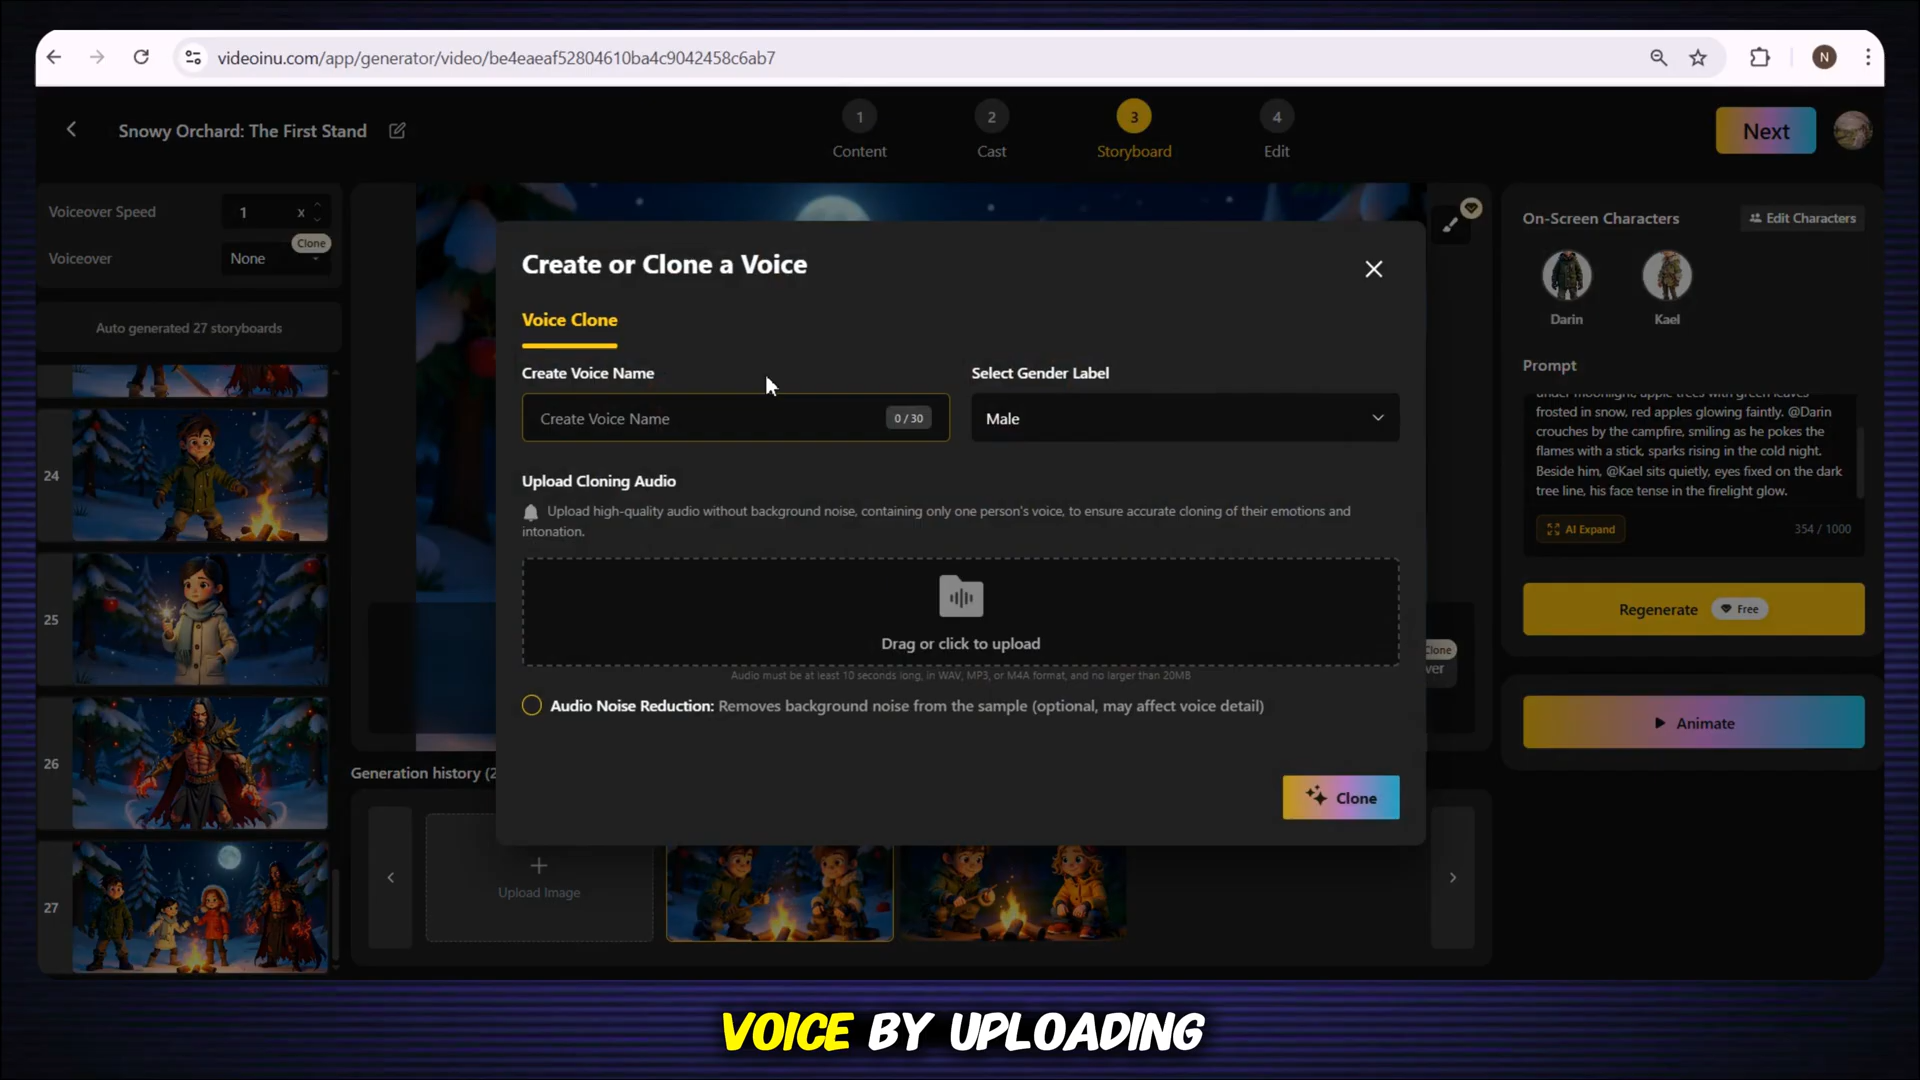 videoinu.com/app/generator/video/be4eaeaf52804610ba4c9042458c6ab7
N
Snowy Orchard: The First Stand
1
Content
2
Cast
3
Storyboard
4
Edit
Next
Voiceover Speed
1 x
Clone
Voiceover
None
Auto generated 27 storyboards
24
25
26
27
Create or Clone a Voice
Voice Clone
Create Voice Name
Create Voice Name
0 / 30
Select Gender Label
Male
Upload Cloning Audio
Upload high-quality audio without background noise, containing only one person's voice, to ensure accurate cloning of their emotions and
intonation.
Drag or click to upload
Audio must be at least 10 seconds long, in WAV, MP3, or M4A format, and no larger than 20MB
Audio Noise Reduction: Removes background noise from the sample (optional, may affect voice detail)
Clone
Generation history (2
Upload Image
On-Screen Characters
Edit Characters
Darin
Kael
Prompt
under moonlight, apple trees with green leaves
frosted in snow, red apples glowing faintly. @Darin
crouches by the campfire, smiling as he pokes the
flames with a stick, sparks rising in the cold night.
Beside him, @Kael sits quietly, eyes fixed on the dark
tree line, his face tense in the firelight glow.
AI Expand
354 / 1000
Regenerate
Free
Clone
ver
Animate
VOICE BY UPLOADING